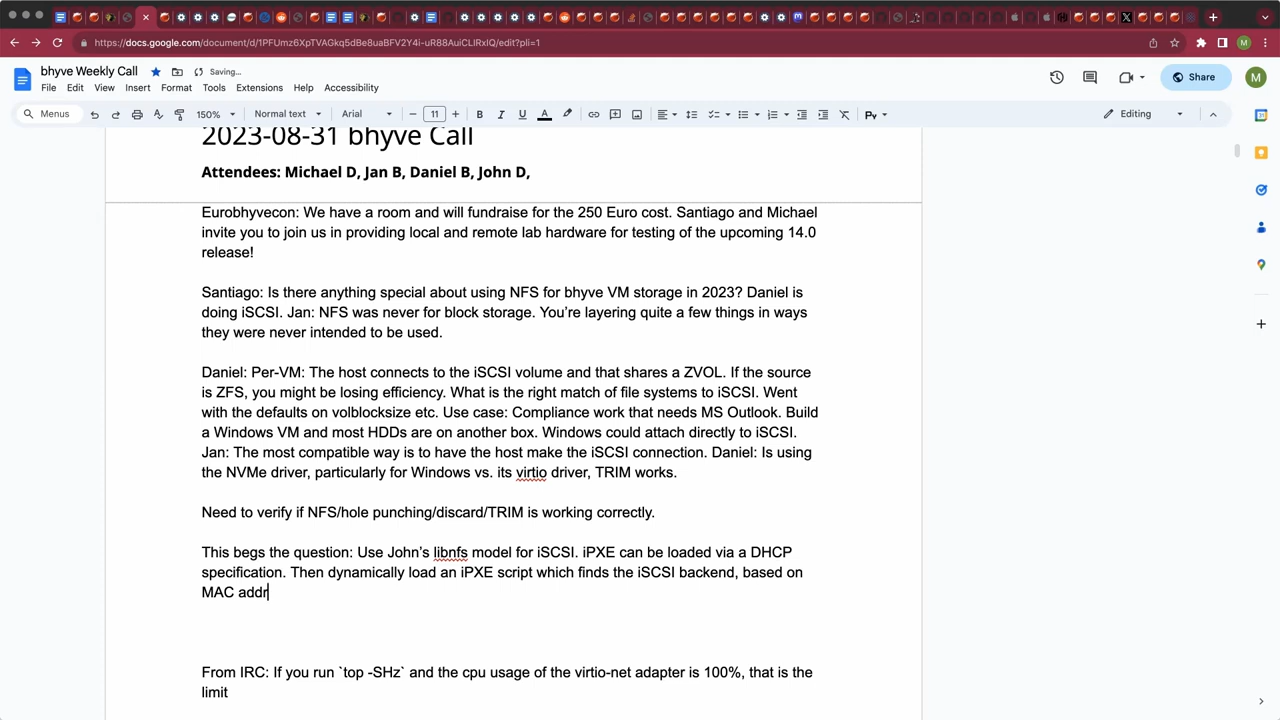 https://docs.google.com/document/d/1PFUmz6XpTVAGkq5dBe8uaBFV2Y4i-uR88AuiCLIRxIQ/edit?pli=1
bhyve Weekly Call
Saving...
File Edit View Insert Format Tools Extensions Help Accessibility
Share
M
Menus
150%
Normal text
Arial
11
B I U A
Editing
2023-08-31 bhyve Call
Attendees: Michael D, Jan B, Daniel B, John D,
Eurobhyvecon: We have a room and will fundraise for the 250 Euro cost. Santiago and Michael
invite you to join us in providing local and remote lab hardware for testing of the upcoming 14.0
release!
Santiago: Is there anything special about using NFS for bhyve VM storage in 2023? Daniel is
doing iSCSI. Jan: NFS was never for block storage. You’re layering quite a few things in ways
they were never intended to be used.
Daniel: Per-VM: The host connects to the iSCSI volume and that shares a ZVOL. If the source
is ZFS, you might be losing efficiency. What is the right match of file systems to iSCSI. Went
with the defaults on volblocksize etc. Use case: Compliance work that needs MS Outlook. Build
a Windows VM and most HDDs are on another box. Windows could attach directly to iSCSI.
Jan: The most compatible way is to have the host make the iSCSI connection. Daniel: Is using
the NVMe driver, particularly for Windows vs. its virtio driver, TRIM works.
Need to verify if NFS/hole punching/discard/TRIM is working correctly.
This begs the question: Use John’s libnfs model for iSCSI. iPXE can be loaded via a DHCP
specification. Then dynamically load an iPXE script which finds the iSCSI backend, based on
MAC addr
From IRC: If you run `top -SHz` and the cpu usage of the virtio-net adapter is 100%, that is the
limit